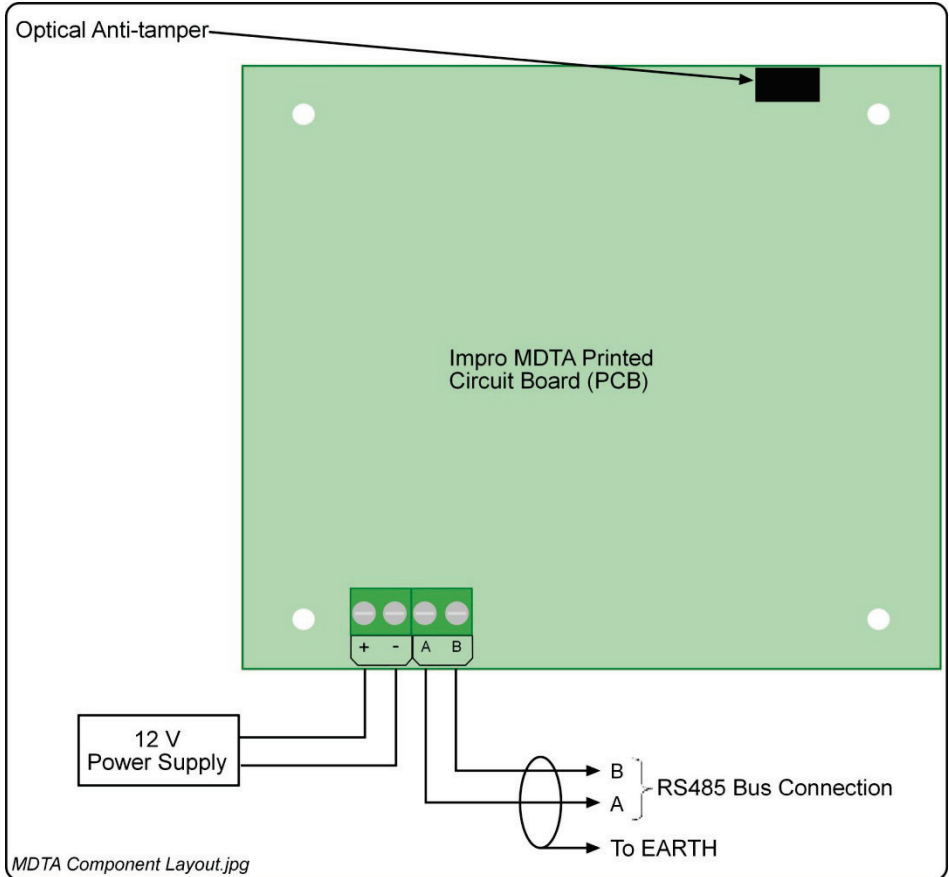 Optical Anti-tamper
Impro MDTA Printed
Circuit Board (PCB)
+ - A B
12 V
Power Supply
B
RS485 Bus Connection
A
To EARTH
MDTA Component Layout.jpg